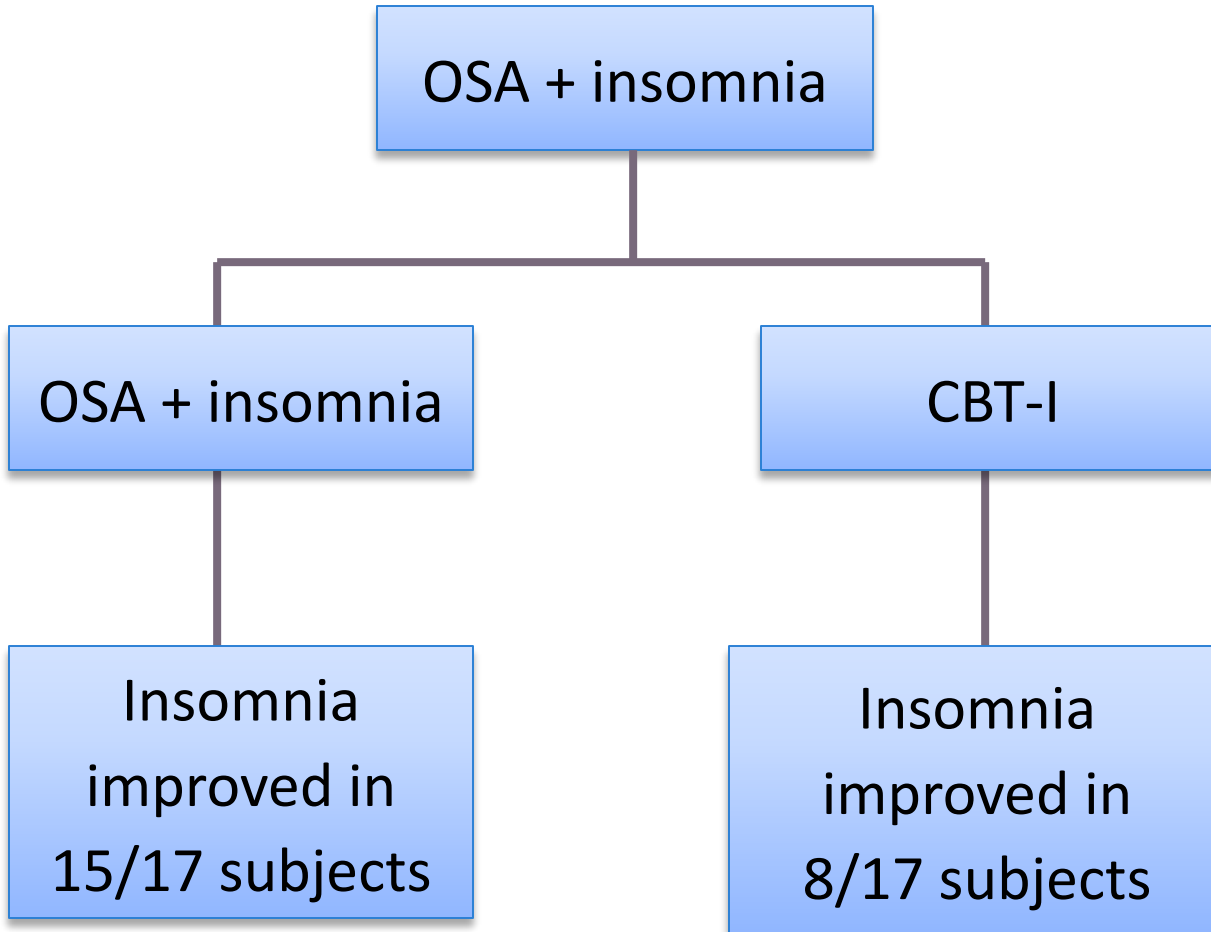 OSA + insomnia
OSA + insomnia
CBT-I
Insomnia
improved in
15/17 subjects
Insomnia
improved in
8/17 subjects